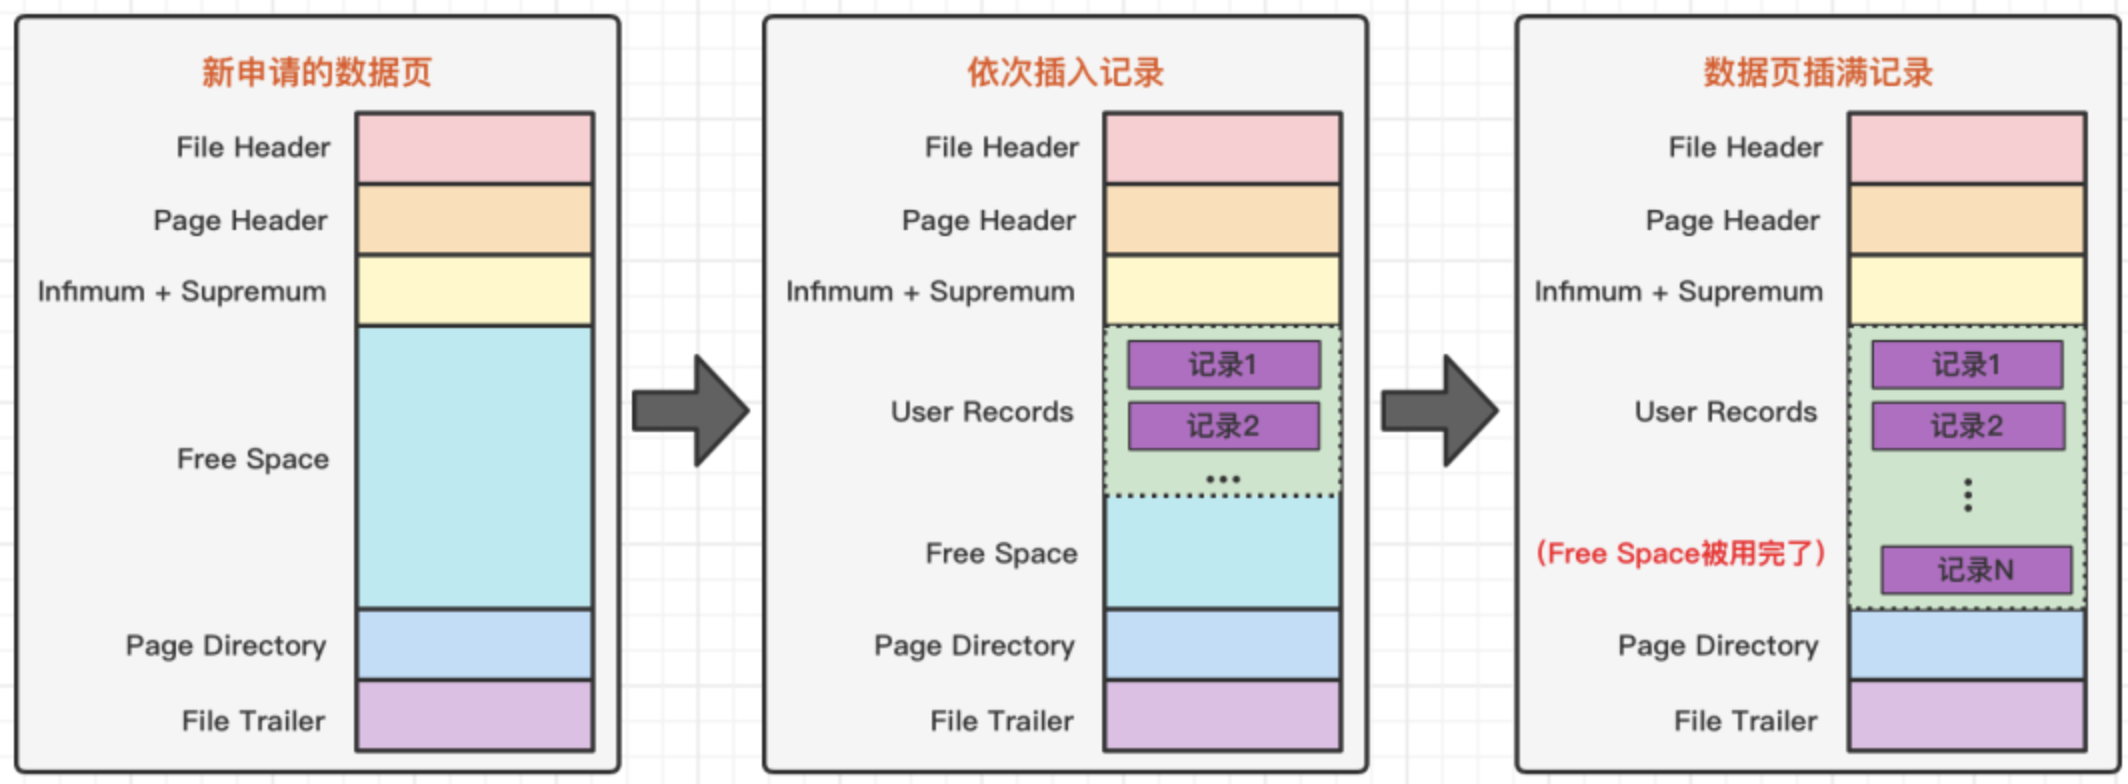 新申请的数据页
File Header
Page Header
Infimum + Supremum
Free Space
Page Directory
File Trailer
依次插入记录
File Header
Page Header
Infimum + Supremum
记录1
User Records
记录2
...
Free Space
Page Directory
File Trailer
数据页插满记录
File Header
Page Header
Infimum + Supremum
记录1
User Records
记录2
(Free Space被用完了)
记录N
Page Directory
File Trailer